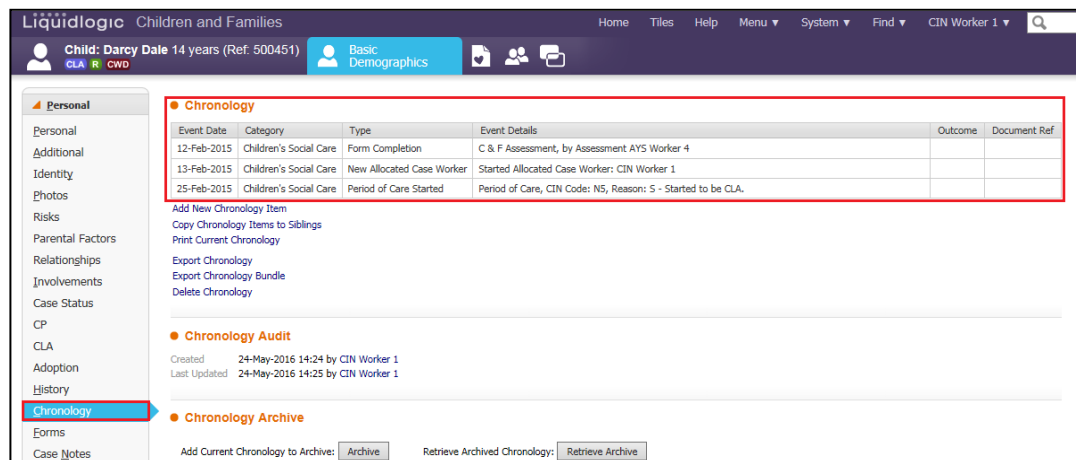 Liquidlogic Children and Families Home Tiles Help Menu ▼ System ▼ Find ▼ CIN Worker 1 ▼
Child: Darcy Dale 14 years (Ref: 500451)
CLA R CWD
Basic
Demographics
Personal
Personal
Additional
Identity
Photos
Risks
Parental Factors
Relationships
Involvements
Case Status
CP
CLA
Adoption
History
Chronology
Forms
Case Notes
Chronology
Event Date Category Type Event Details Outcome Document Ref
12-Feb-2015 Children's Social Care Form Completion C & F Assessment, by Assessment AYS Worker 4
13-Feb-2015 Children's Social Care New Allocated Case Worker Started Allocated Case Worker: CIN Worker 1
25-Feb-2015 Children's Social Care Period of Care Started Period of Care, CIN Code: N5, Reason: S - Started to be CLA.
Add New Chronology Item
Copy Chronology Items to Siblings
Print Current Chronology
Export Chronology
Export Chronology Bundle
Delete Chronology
Chronology Audit
Created 24-May-2016 14:24 by CIN Worker 1
Last Updated 24-May-2016 14:25 by CIN Worker 1
Chronology Archive
Add Current Chronology to Archive: Archive Retrieve Archived Chronology: Retrieve Archive